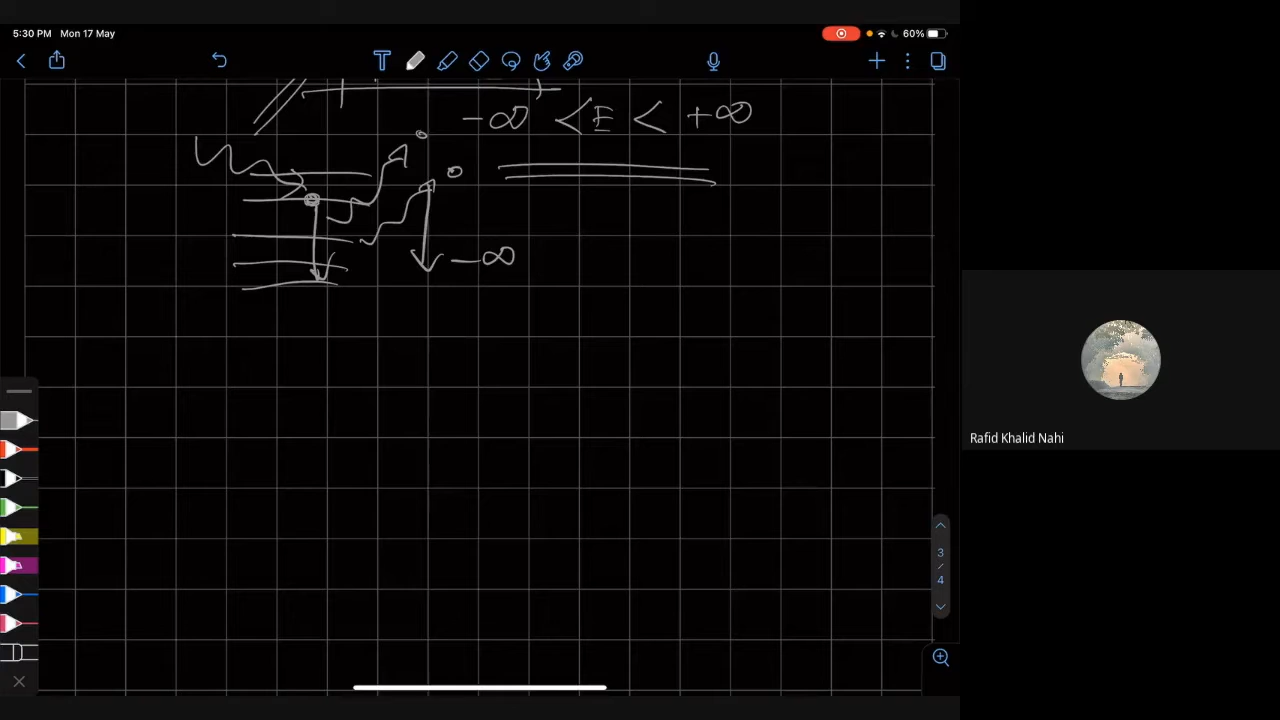 5:30 PM Mon 17 May
60%
T
-∞ < E < +∞
-∞
3
/
4
Rafid Khalid Nahi